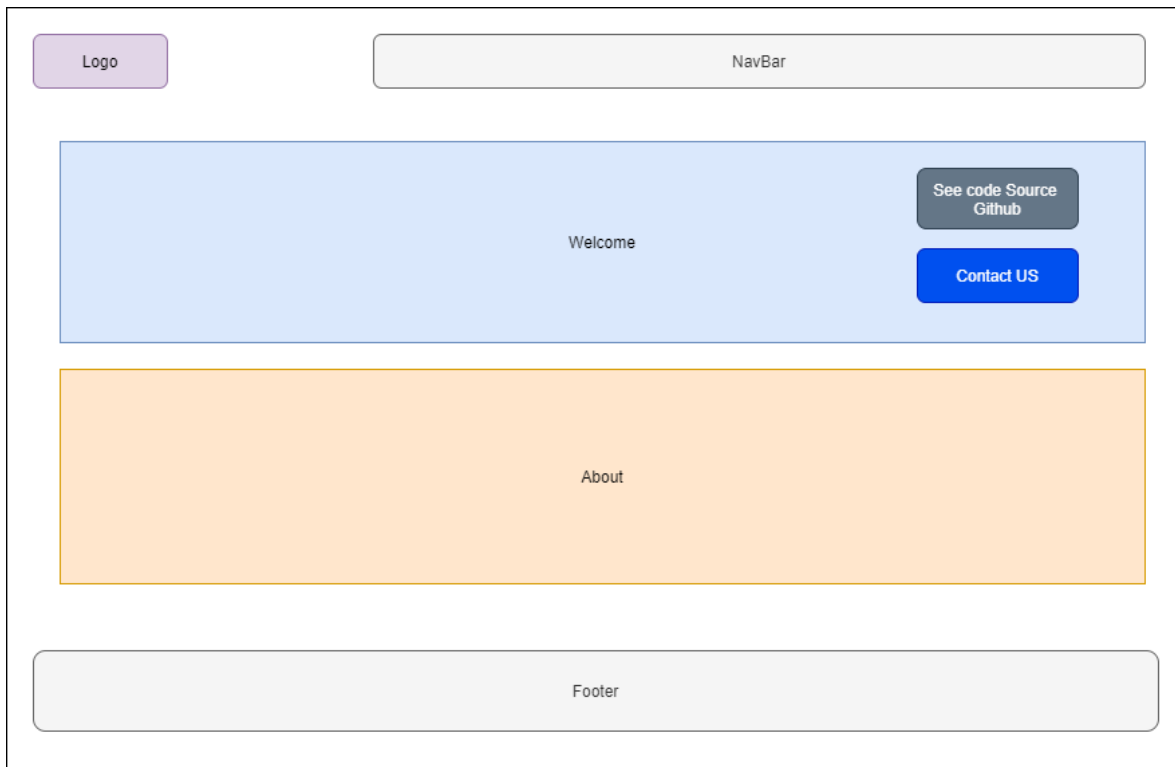 Logo
NavBar
See code Source
Github
Welcome
Contact US
About
Footer